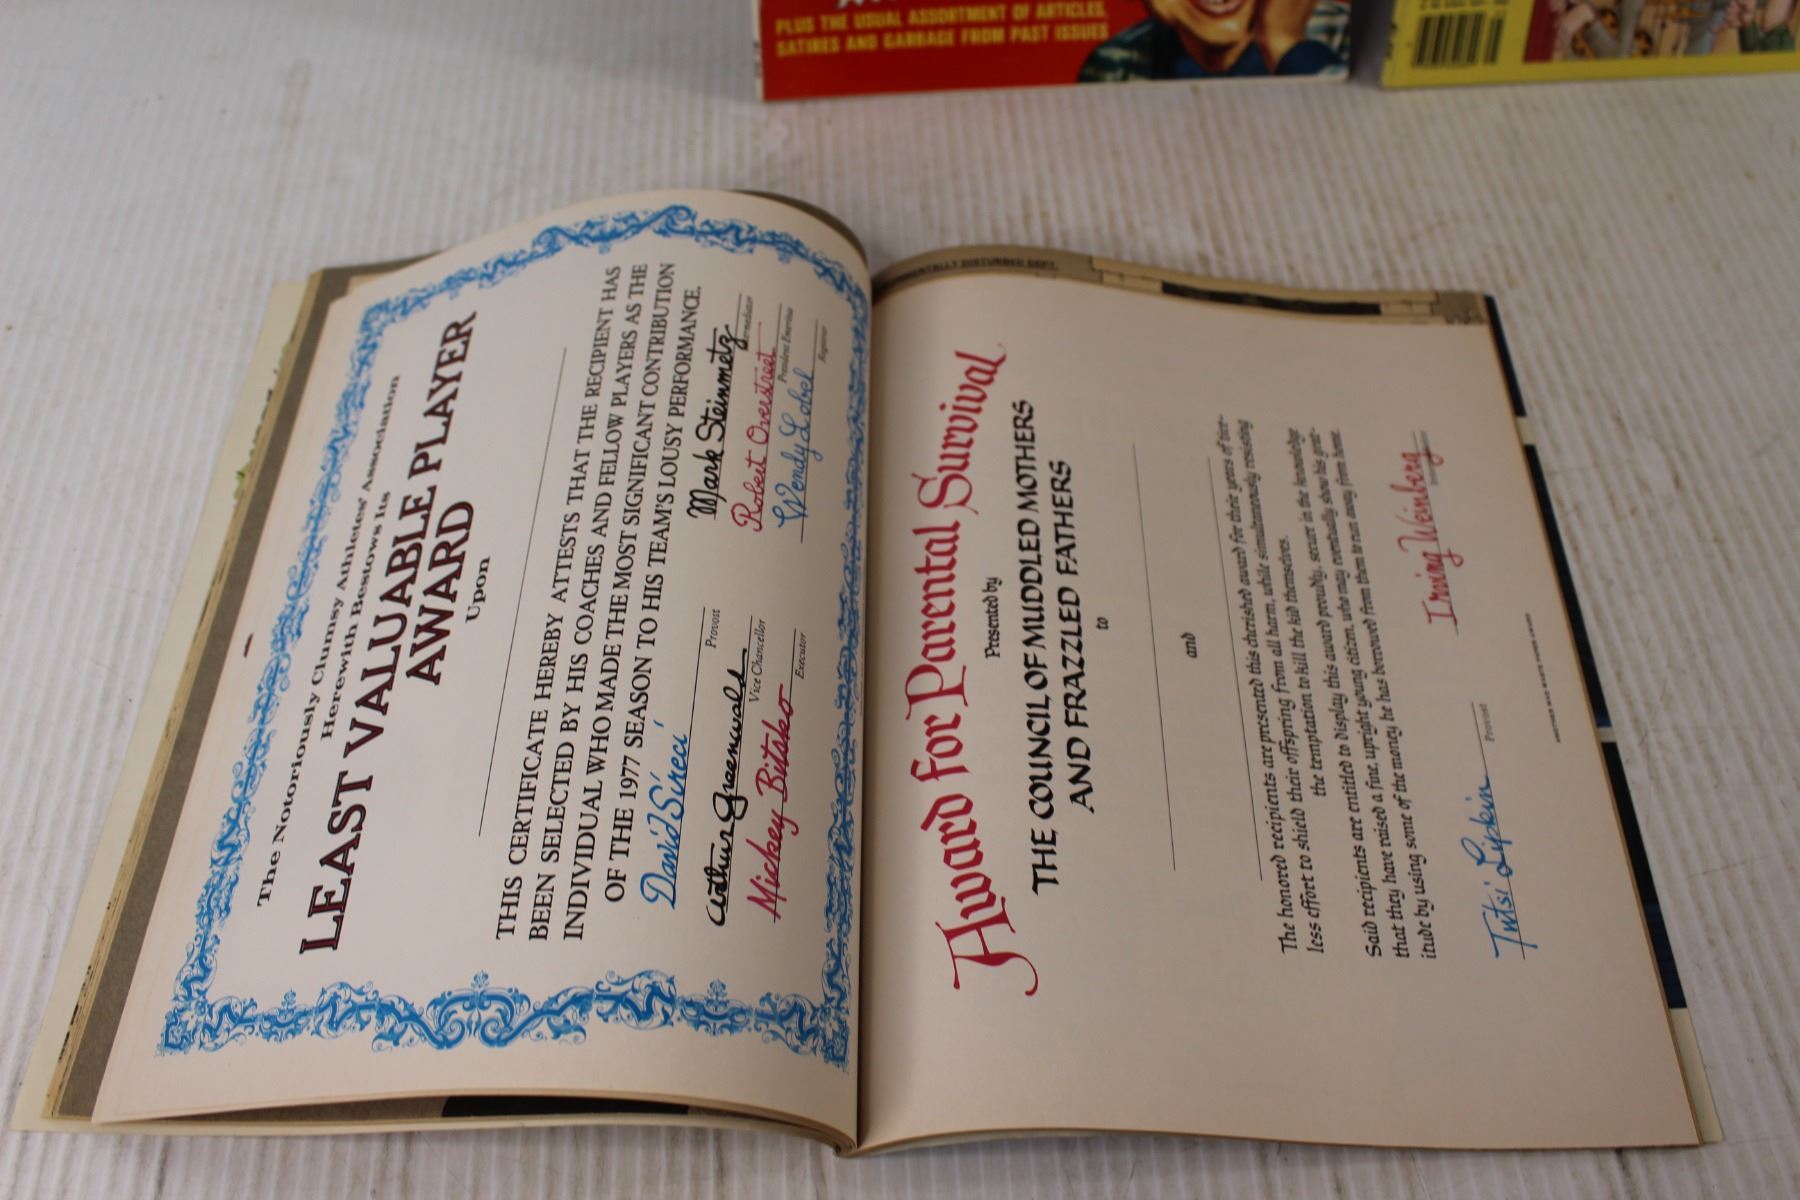 PLUS THE USUAL ASSORTMENT OF ARTICLES,
SATIRES AND GARBAGE FROM PAST ISSUES
The Notoriously Clumsy Athletes' Association
Herewith Bestows Its
LEAST VALUABLE PLAYER
AWARD
Upon
THIS CERTIFICATE HEREBY ATTESTS THAT THE RECIPIENT HAS
BEEN SELECTED BY HIS COACHES AND FELLOW PLAYERS AS THE
INDIVIDUAL WHO MADE THE MOST SIGNIFICANT CONTRIBUTION
OF THE 1977 SEASON TO HIS TEAM'S LOUSY PERFORMANCE.
David Sireci
Provost
Mark Steinmetz
Arthur Greenwald
Vice Chancellor
Robert Overstreet
President Emeritus
Mickey Bitsko
Executor
Wendy Lobel
Registrar
MENTALLY DISTURBED DEPT.
Award for Parental Survival
Presented by
THE COUNCIL OF MUDDLED MOTHERS
AND FRAZZLED FATHERS
to
and
The honored recipients are presented this cherished award for their years of tire-
less effort to shield their offspring from all harm, while simultaneously resisting
the temptation to kill the kid themselves.
Said recipients are entitled to display this award proudly, secure in the knowledge
that they have raised a fine, upright young citizen, who may eventually show his grat-
itude by using some of the money he has borrowed from them to run away from home.
Tutsi Lipkin
Provost
Irving Weinberg